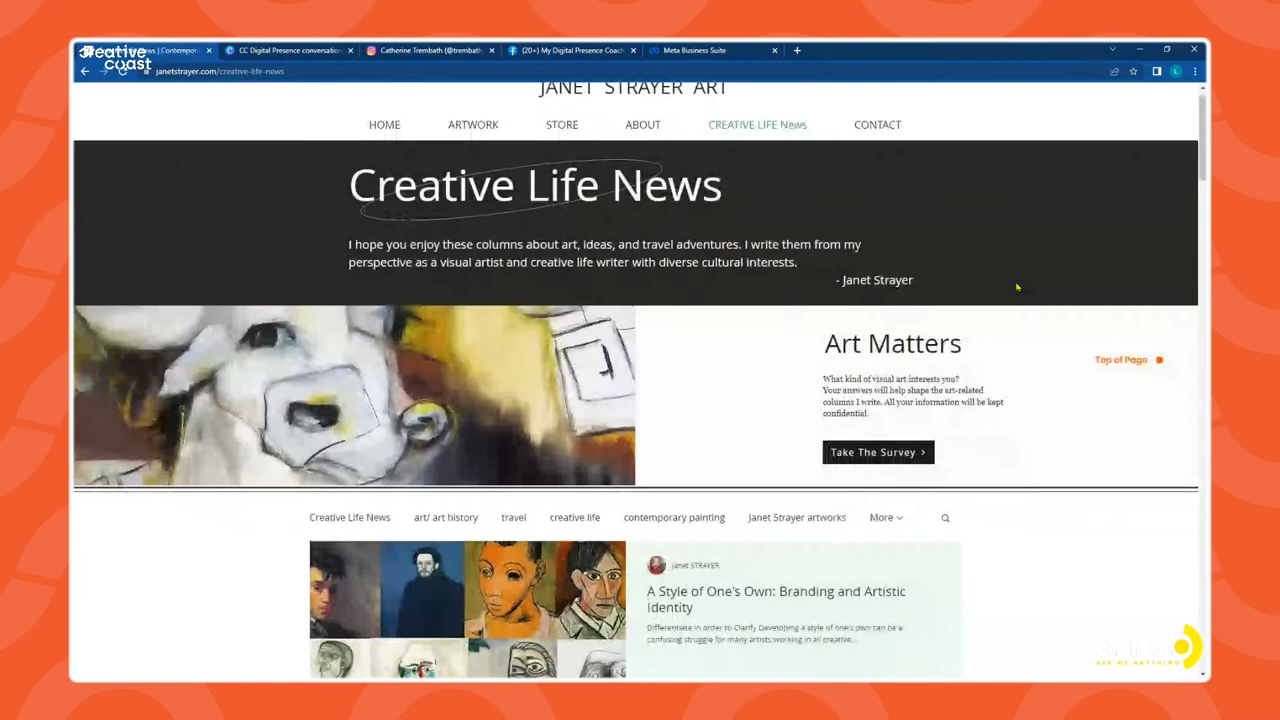 creative
coast
ews | Contempor
CC Digital Presence conversation
Catherine Trembath (@trembath_
(20+) My Digital Presence Coach
Meta Business Suite
janetstrayer.com/creative-life-news
JANET STRAYER ART
HOME
ARTWORK
STORE
ABOUT
CREATIVE LIFE News
CONTACT
Creative Life News
I hope you enjoy these columns about art, ideas, and travel adventures. I write them from my
perspective as a visual artist and creative life writer with diverse cultural interests.
- Janet Strayer
Art Matters
What kind of visual art interests you?
Your answers will help shape the art-related
columns I write. All your information will be kept
confidential.
Top of Page
Take The Survey >
Creative Life News
art/ art history
travel
creative life
contemporary painting
Janet Strayer artworks
More
janet STRAYER
A Style of One's Own: Branding and Artistic
Identity
Differentiate in order to Clarify Developing a style of one's own can be a
confusing struggle for many artists working in all creative...
ASK ME ANYTHING